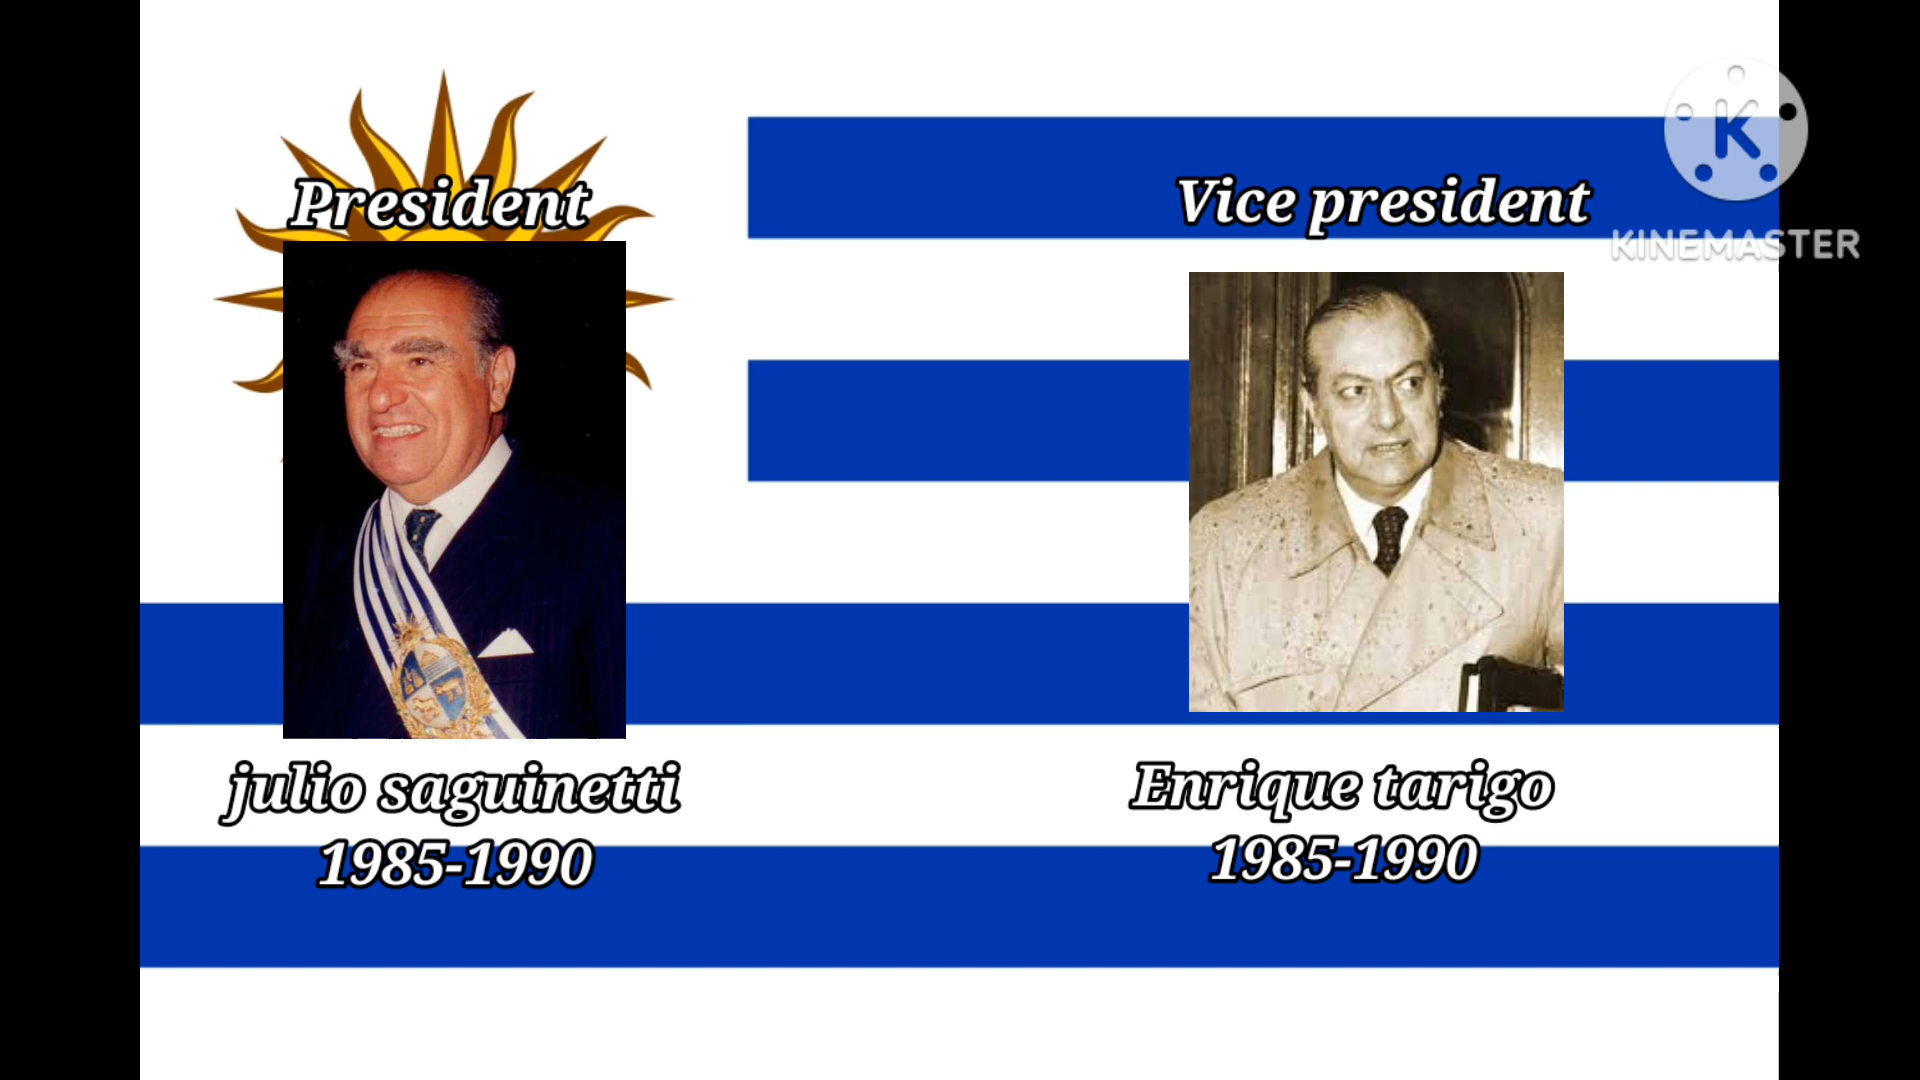 President
Vice president
K
KINEMASTER
julio saguinetti
1985-1990
Enrique tarigo
1985-1990